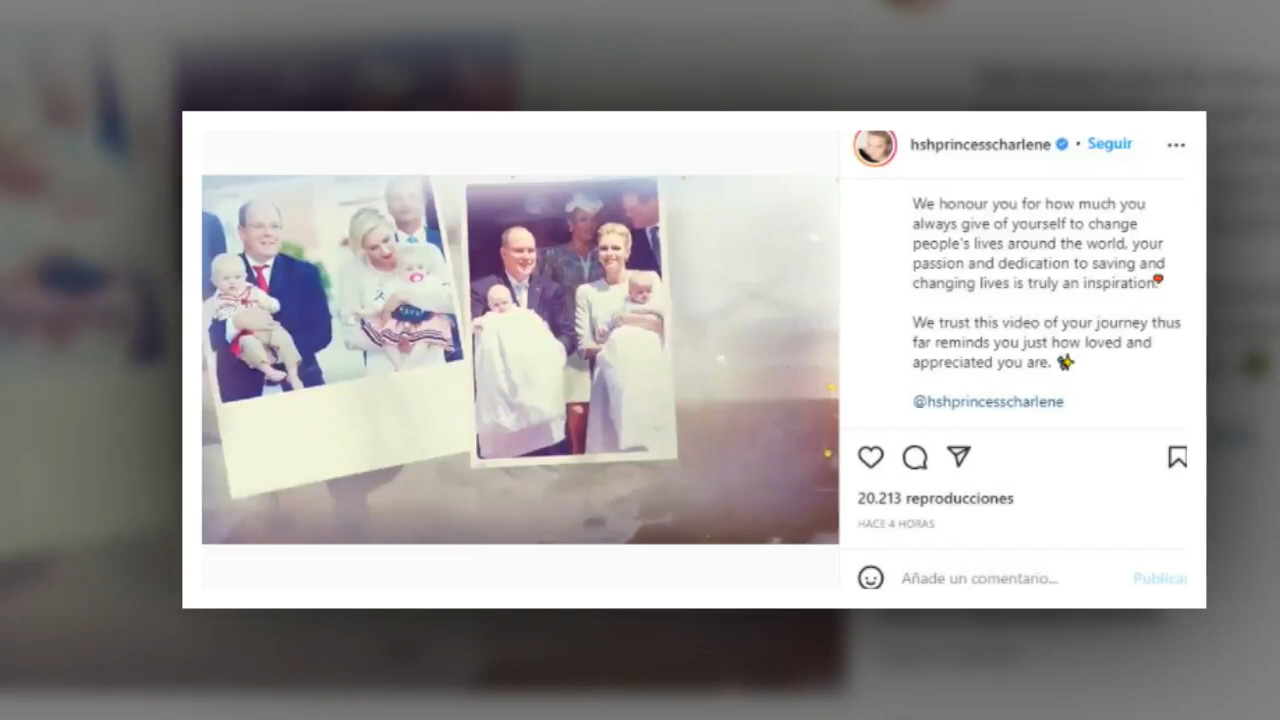 hshprincesscharlene • Seguir
We honour you for how much you
always give of yourself to change
people's lives around the world, your
passion and dedication to saving and
changing lives is truly an inspiration.
We trust this video of your journey thus
far reminds you just how loved and
appreciated you are.
@hshprincesscharlene
20.213 reproducciones
HACE 4 HORAS
Añade un comentario... Publicar